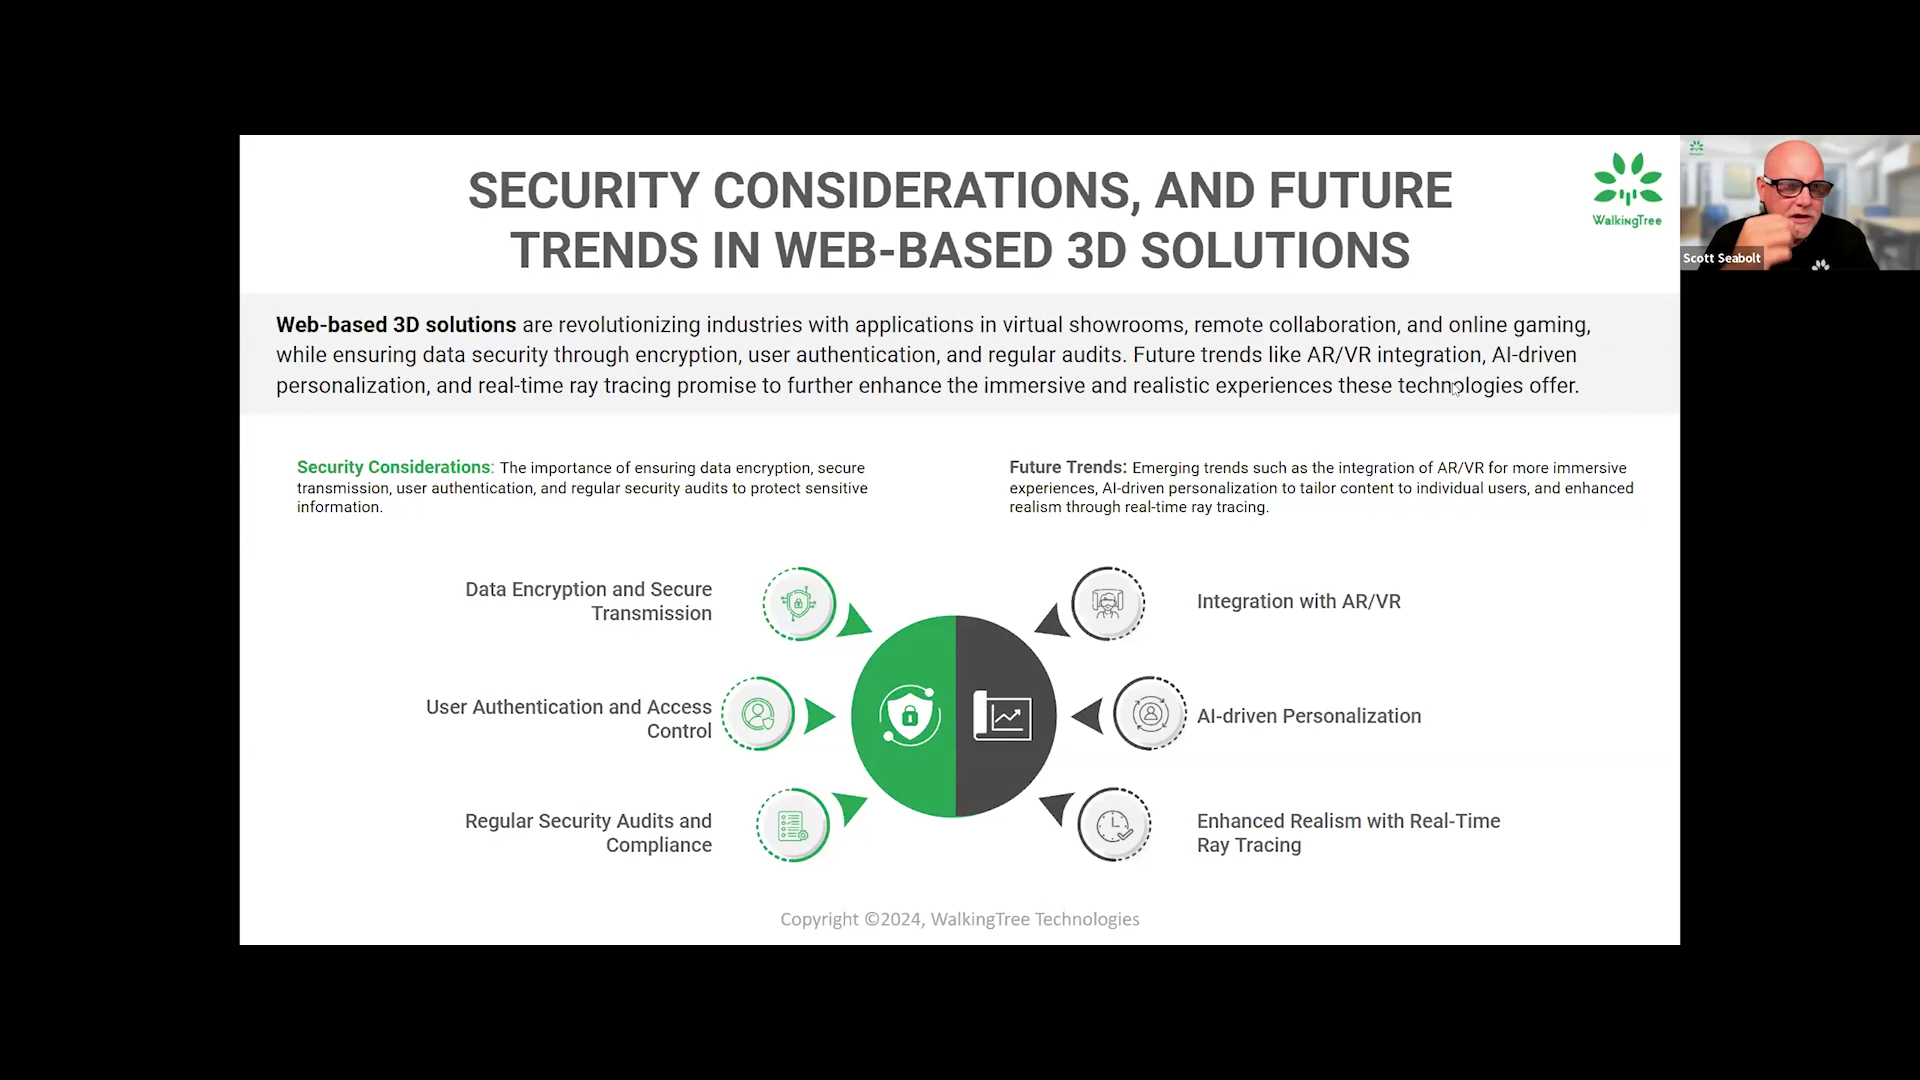 SECURITY CONSIDERATIONS, AND FUTURE
TRENDS IN WEB-BASED 3D SOLUTIONS
WalkingTree
Scott Seabolt
Web-based 3D solutions are revolutionizing industries with applications in virtual showrooms, remote collaboration, and online gaming,
while ensuring data security through encryption, user authentication, and regular audits. Future trends like AR/VR integration, AI-driven
personalization, and real-time ray tracing promise to further enhance the immersive and realistic experiences these technologies offer.
Security Considerations: The importance of ensuring data encryption, secure
transmission, user authentication, and regular security audits to protect sensitive
information.
Future Trends: Emerging trends such as the integration of AR/VR for more immersive
experiences, AI-driven personalization to tailor content to individual users, and enhanced
realism through real-time ray tracing.
Data Encryption and Secure
Transmission
User Authentication and Access
Control
Regular Security Audits and
Compliance
Integration with AR/VR
AI-driven Personalization
Enhanced Realism with Real-Time
Ray Tracing
Copyright ©2024, WalkingTree Technologies